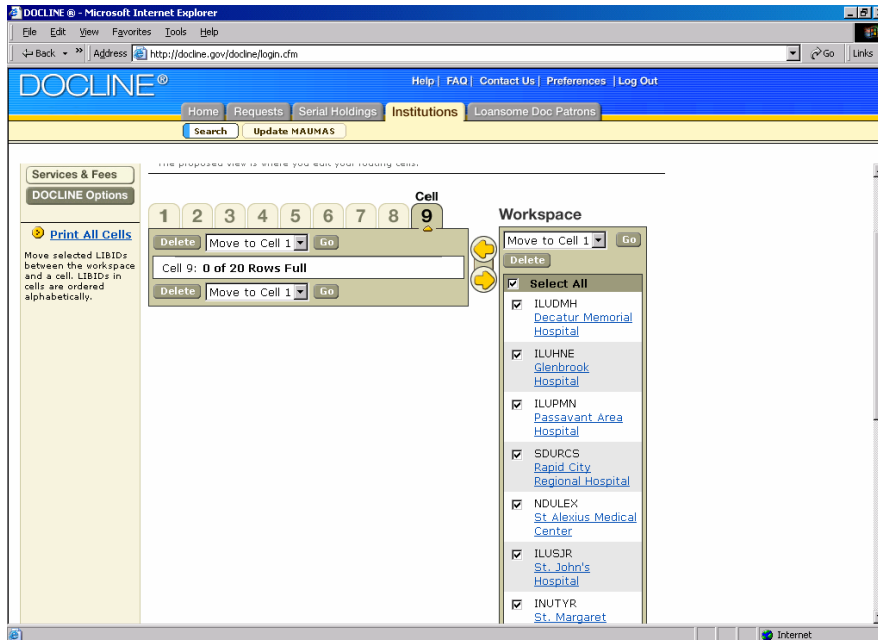 DOCLINE ® - Microsoft Internet Explorer
File Edit View Favorites Tools Help
Back » Address http://docline.gov/docline/login.cfm Go Links
DOCLINE®
Help | FAQ | Contact Us | Preferences | Log Out
Home Requests Serial Holdings Institutions Loansome Doc Patrons
Search Update MAUMAS
The proposed view is where you edit your routing cells.
Services & Fees
DOCLINE Options
Print All Cells
Move selected LIBIDs
between the workspace
and a cell. LIBIDs in
cells are ordered
alphabetically.
Cell
1 2 3 4 5 6 7 8 9
Delete Move to Cell 1 Go
Cell 9: 0 of 20 Rows Full
Delete Move to Cell 1 Go
Workspace
Move to Cell 1 Go
Delete
Select All
ILUDMH
Decatur Memorial
Hospital
ILUHNE
Glenbrook
Hospital
ILUPMN
Passavant Area
Hospital
SDURCS
Rapid City
Regional Hospital
NDULEX
St Alexius Medical
Center
ILUSJR
St. John's
Hospital
INUTYR
St. Margaret
Internet